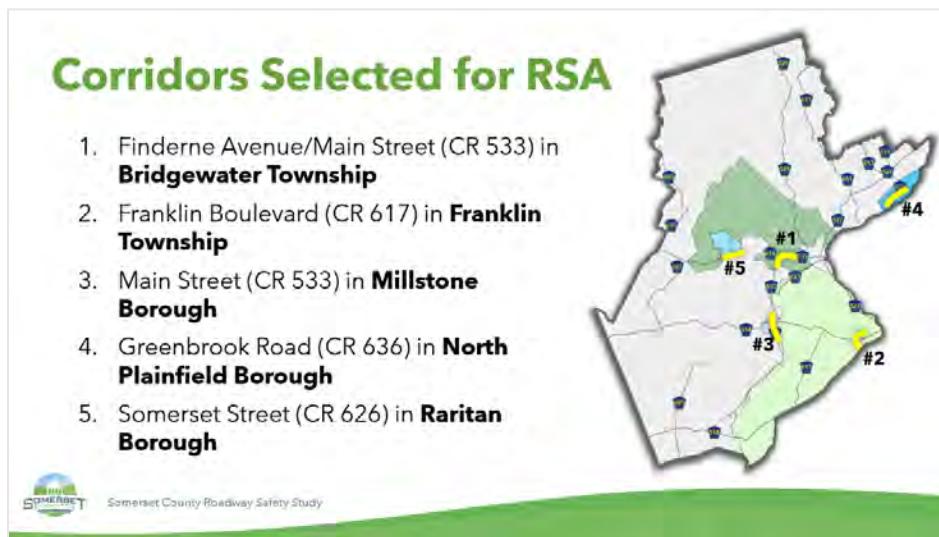 Corridors Selected for RSA
1. Finderne Avenue/Main Street (CR 533) in
Bridgewater Township
2. Franklin Boulevard (CR 617) in Franklin
Township
3. Main Street (CR 533) in Millstone
Borough
4. Greenbrook Road (CR 636) in North
Plainfield Borough
5. Somerset Street (CR 626) in Raritan
Borough
#4
#1
#5
#3
#2
SOMERSET
Somerset County Roadway Safety Study